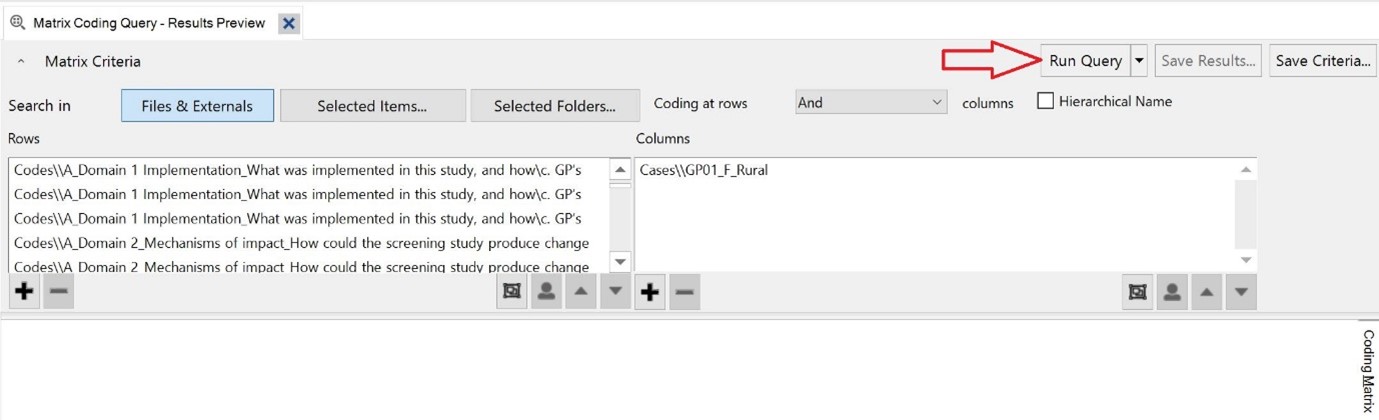 Matrix Coding Query - Results Preview
Matrix Criteria
Run Query
Save Results...
Save Criteria...
Search in
Files & Externals
Selected Items...
Selected Folders...
Coding at rows
And
columns
Hierarchical Name
Rows
Columns
Codes\\A_Domain 1 Implementation_What was implemented in this study, and how\c. GP's
Codes\\A_Domain 1 Implementation_What was implemented in this study, and how\c. GP's
Codes\\A_Domain 1 Implementation_What was implemented in this study, and how\c. GP's
Codes\\A_Domain 2_Mechanisms of impact_How could the screening study produce change
Codes\\A_Domain 2_Mechanisms of impact_How could the screening study produce change
Cases\\GP01_F_Rural
Coding Matrix